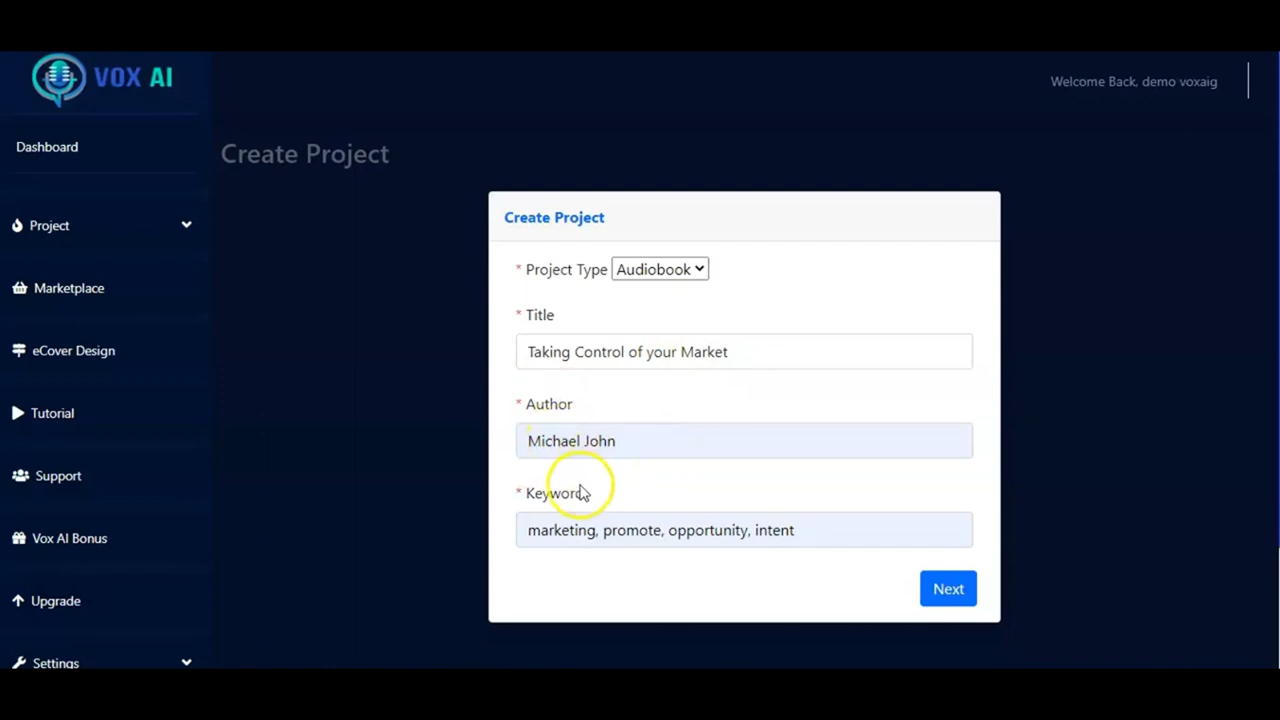 VOX AI
Welcome Back, demo voxaig
Dashboard
Create Project
Project
Marketplace
eCover Design
Tutorial
Support
Vox AI Bonus
Upgrade
Settings
Create Project
* Project Type Audiobook
* Title
Taking Control of your Market
* Author
Michael John
* Keyword
marketing, promote, opportunity, intent
Next